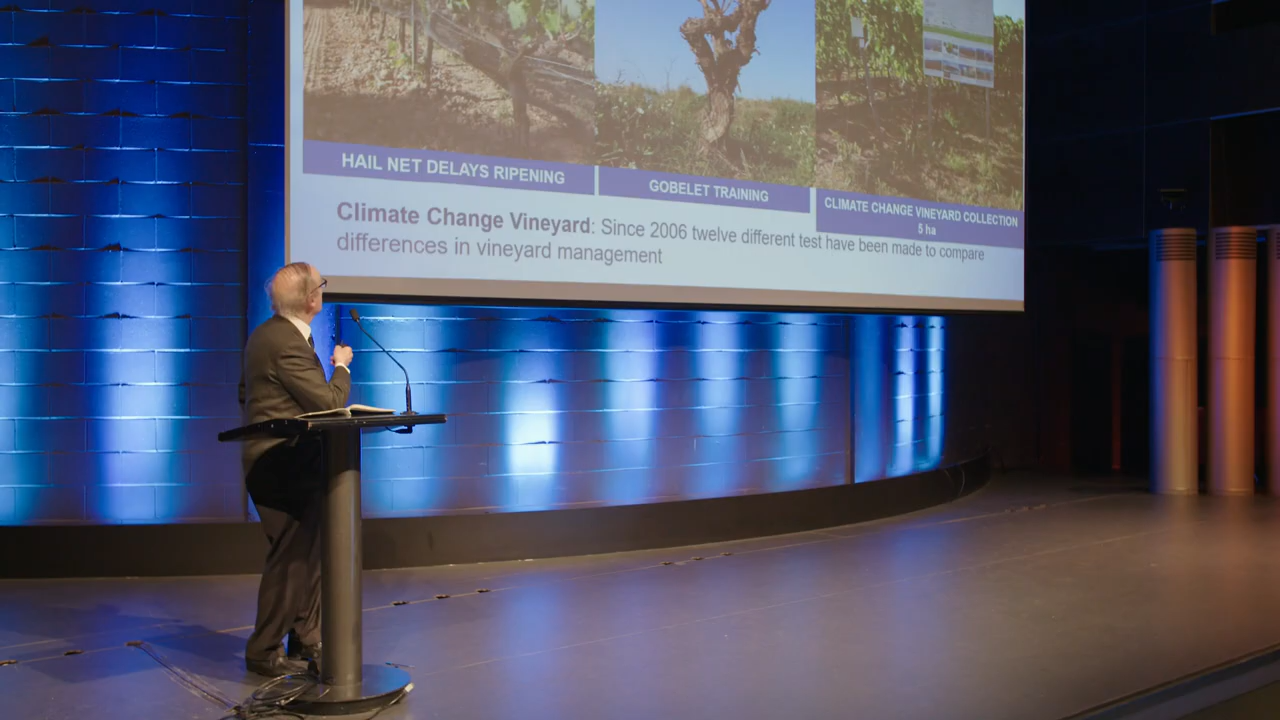 HAIL NET DELAYS RIPENING
GOBELET TRAINING
CLIMATE CHANGE VINEYARD COLLECTION
5 ha
Climate Change Vineyard: Since 2006 twelve different test have been made to compare
differences in vineyard management